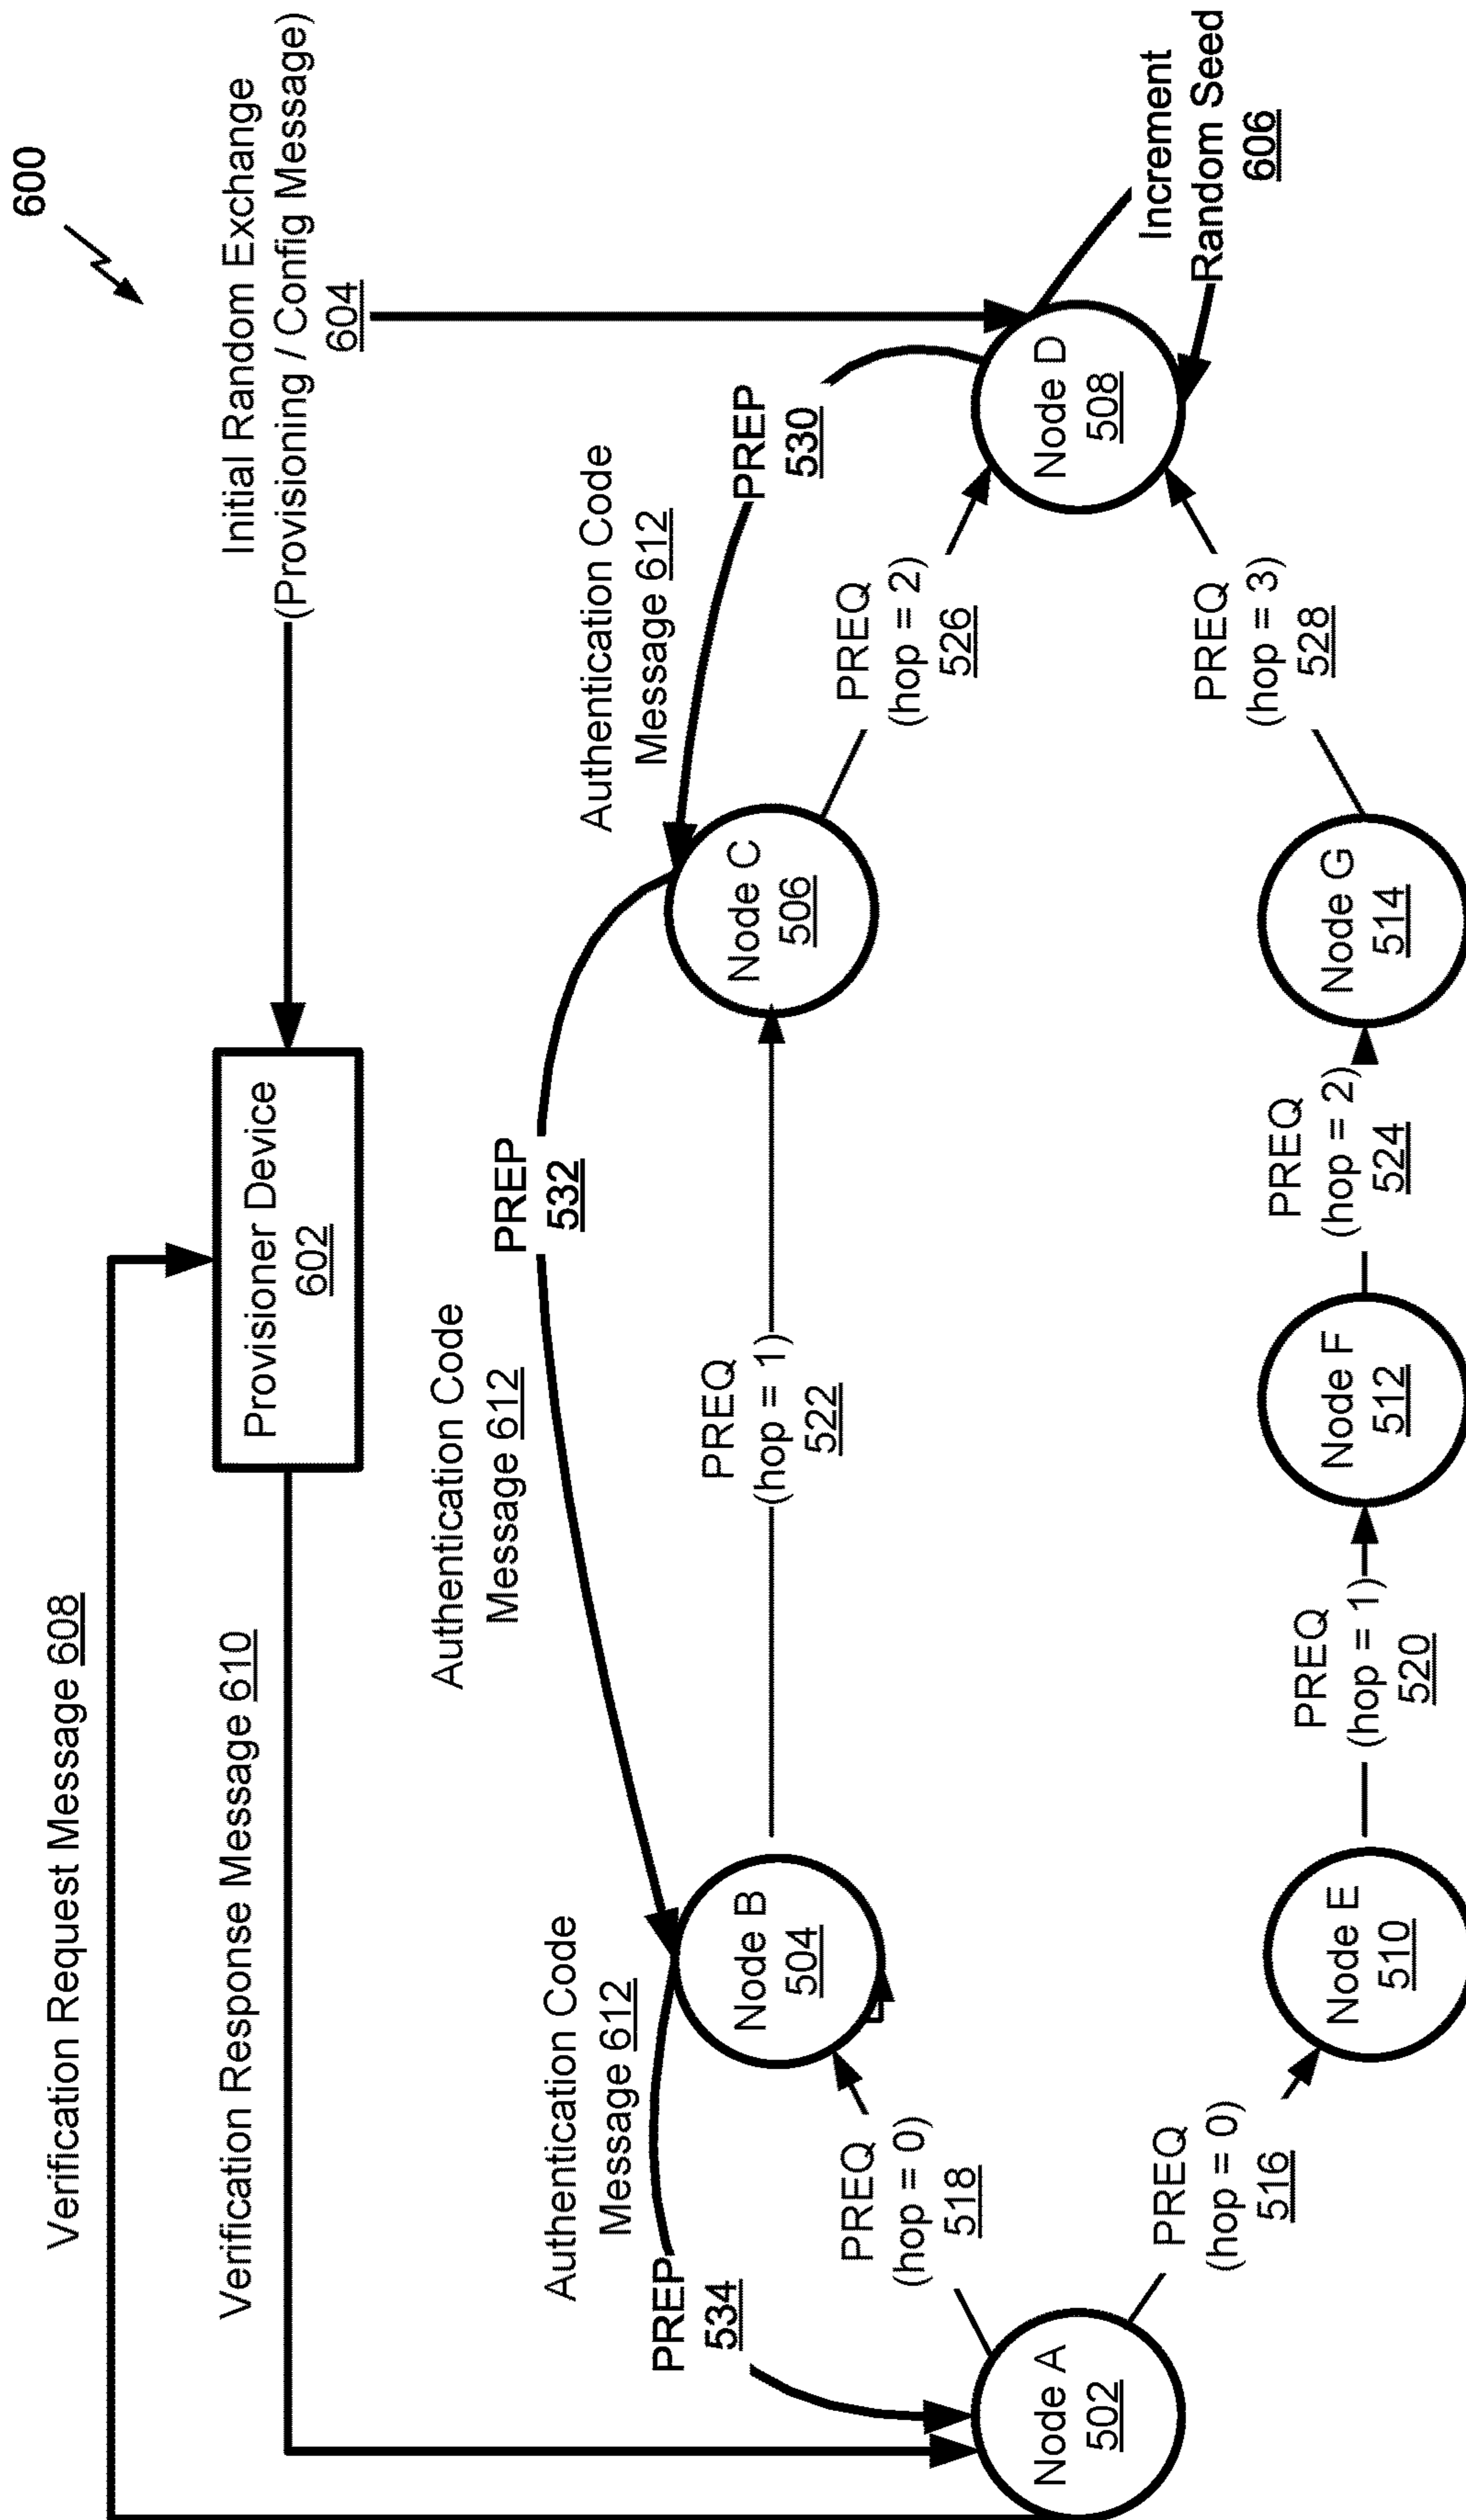 600
Initial Random Exchange
(Provisioning / Config Message)
604
Verification Request Message 608
Verification Response Message 610
Provisioner Device
602
Authentication Code
Message 612
PREP
534
Authentication Code
Message 612
PREP
532
Authentication Code
Message 612
PREP
530
Node A
502
PREQ
(hop = 0)
518
Node B
504
PREQ
(hop = 1)
522
Node C
506
PREQ
(hop = 2)
526
Node D
508
Increment
Random Seed
606
PREQ
(hop = 0)
516
Node E
510
PREQ
(hop = 1)
520
Node F
512
PREQ
(hop = 2)
524
Node G
514
PREQ
(hop = 3)
528